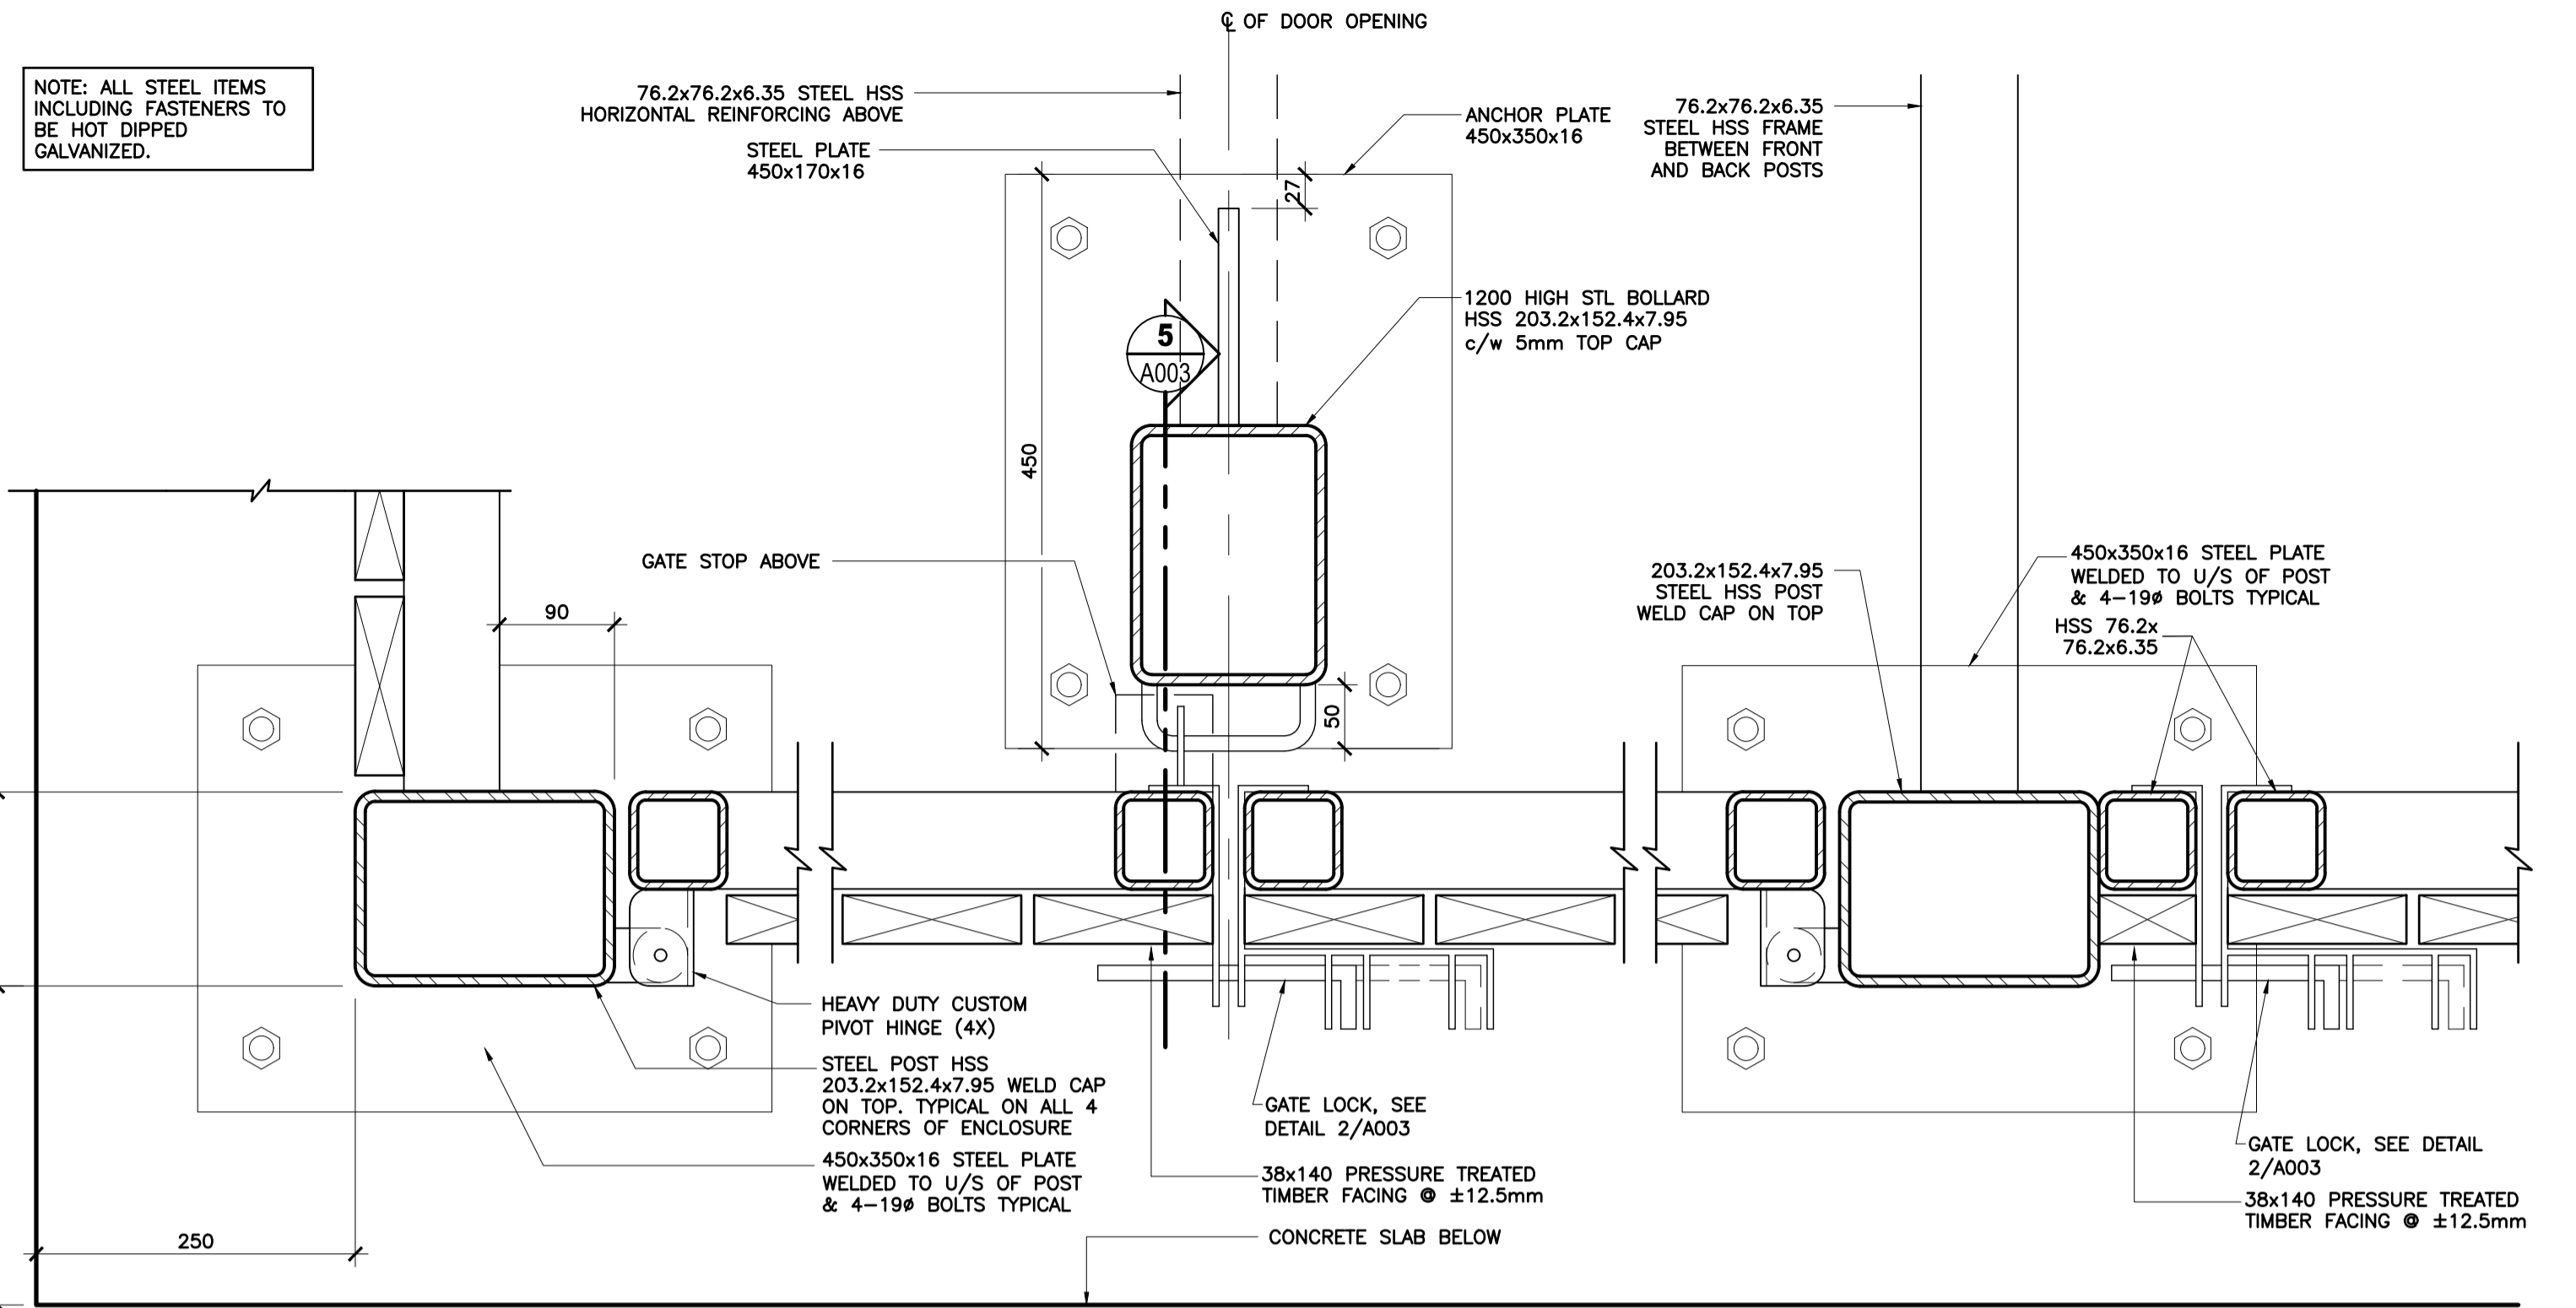 ℄ OF DOOR OPENING
NOTE: ALL STEEL ITEMS
INCLUDING FASTENERS TO
BE HOT DIPPED
GALVANIZED.
76.2x76.2x6.35 STEEL HSS
HORIZONTAL REINFORCING ABOVE
STEEL PLATE
450x170x16
ANCHOR PLATE
450x350x16
76.2x76.2x6.35
STEEL HSS FRAME
BETWEEN FRONT
AND BACK POSTS
27
1200 HIGH STL BOLLARD
HSS 203.2x152.4x7.95
c/w 5mm TOP CAP
5
A003
450
GATE STOP ABOVE
90
203.2x152.4x7.95
STEEL HSS POST
WELD CAP ON TOP
450x350x16 STEEL PLATE
WELDED TO U/S OF POST
& 4-19ø BOLTS TYPICAL
HSS 76.2x
76.2x6.35
50
HEAVY DUTY CUSTOM
PIVOT HINGE (4X)
STEEL POST HSS
203.2x152.4x7.95 WELD CAP
ON TOP. TYPICAL ON ALL 4
CORNERS OF ENCLOSURE
450x350x16 STEEL PLATE
WELDED TO U/S OF POST
& 4-19ø BOLTS TYPICAL
GATE LOCK, SEE
DETAIL 2/A003
38x140 PRESSURE TREATED
TIMBER FACING @ ±12.5mm
GATE LOCK, SEE DETAIL
2/A003
38x140 PRESSURE TREATED
TIMBER FACING @ ±12.5mm
250
CONCRETE SLAB BELOW